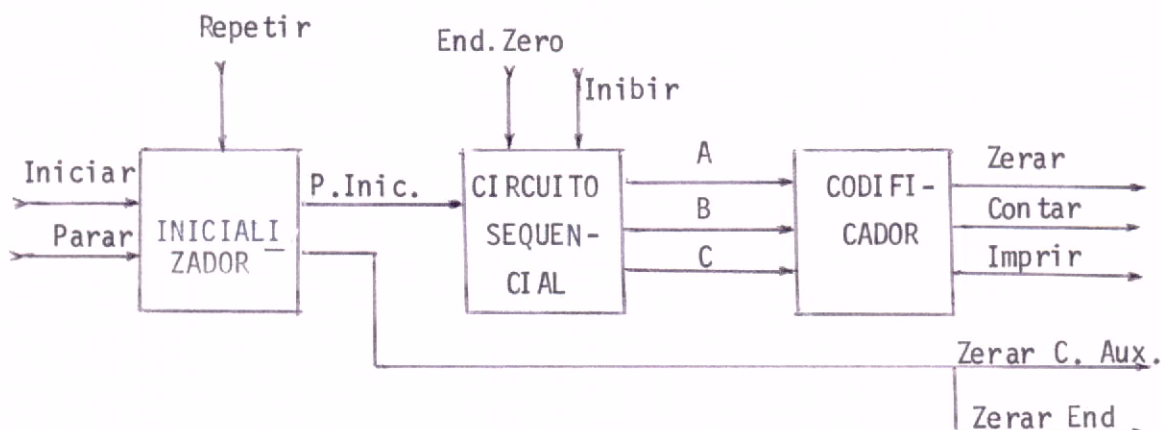 Repetir
End.Zero
Inibir
Iniciar
Parar
INICIALI
ZADOR
P.Inic.
CIRCUITO
SEQUEN-
CIAL
A
B
C
CODIFI-
CADOR
Zerar
Contar
Imprir
Zerar C. Aux.
Zerar End